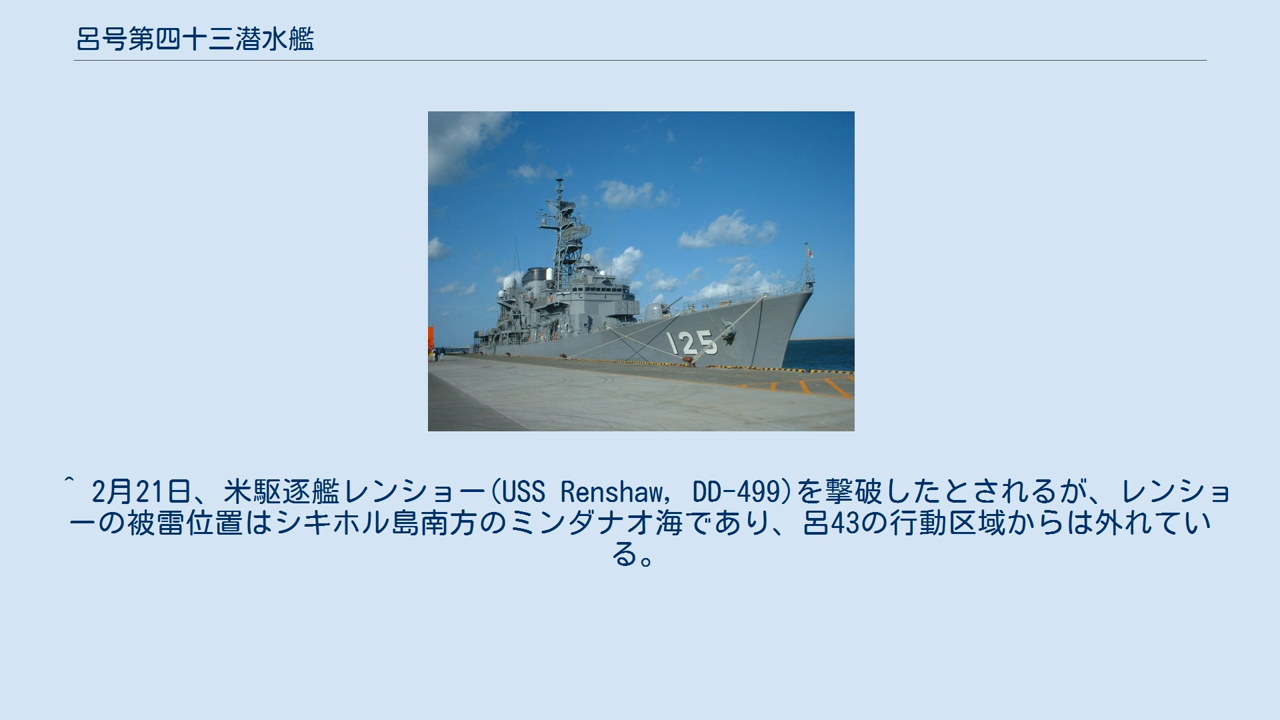 呂号第四十三潜水艦
125
^ 2月21日、米駆逐艦レンショー(USS Renshaw, DD-499)を撃破したとされるが、レンショ
ーの被雷位置はシキホル島南方のミンダナオ海であり、呂43の行動区域からは外れてい
る。